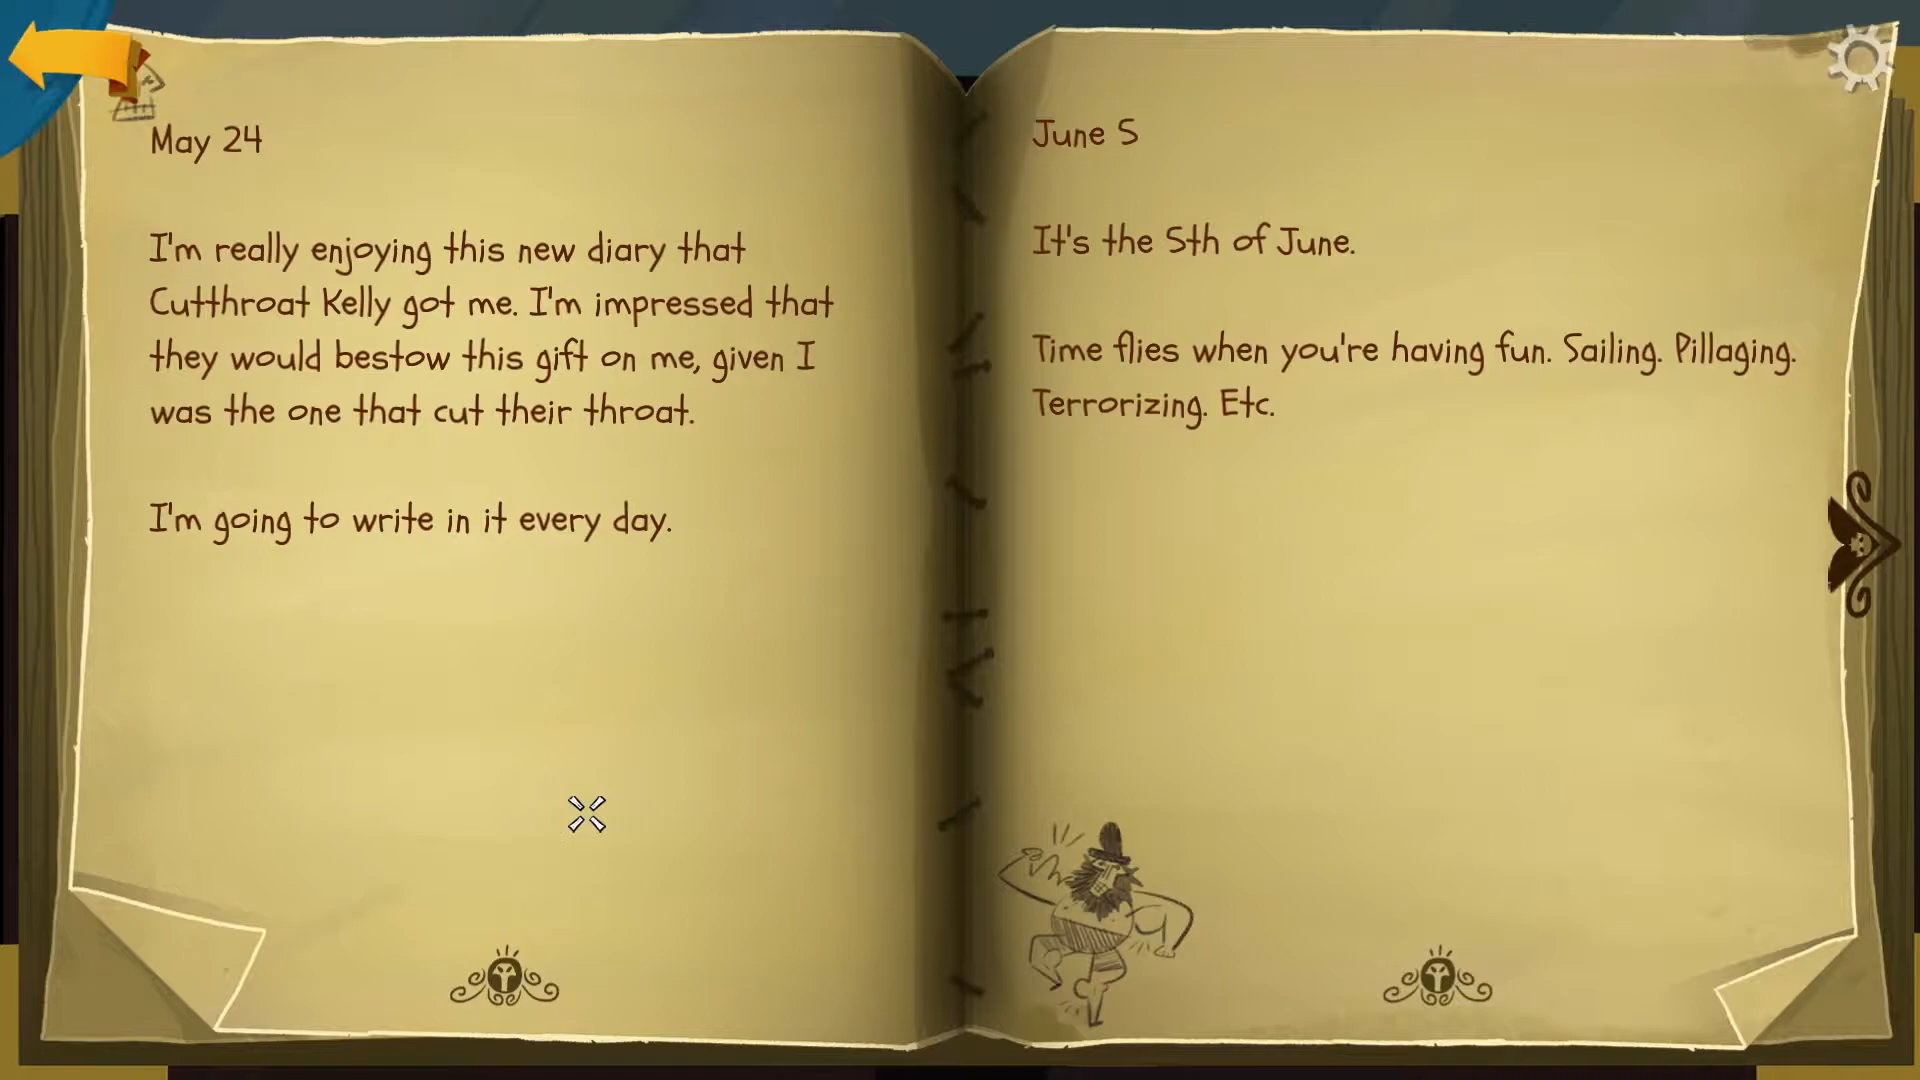 May 24
I'm really enjoying this new diary that
Cutthroat Kelly got me. I'm impressed that
they would bestow this gift on me, given I
was the one that cut their throat.
I'm going to write in it every day.
June 5
It's the 5th of June.
Time flies when you're having fun. Sailing. Pillaging.
Terrorizing. Etc.